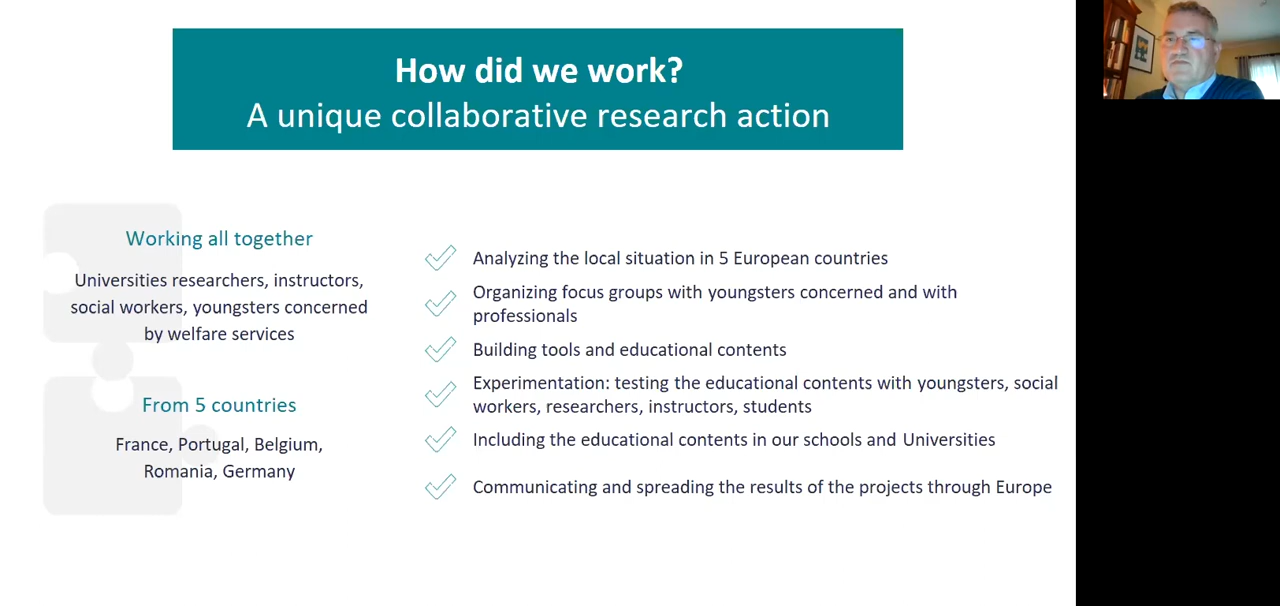 How did we work?
A unique collaborative research action
Working all together
Universities researchers, instructors,
social workers, youngsters concerned
by welfare services
From 5 countries
France, Portugal, Belgium,
Romania, Germany
Analyzing the local situation in 5 European countries
Organizing focus groups with youngsters concerned and with
professionals
Building tools and educational contents
Experimentation: testing the educational contents with youngsters, social
workers, researchers, instructors, students
Including the educational contents in our schools and Universities
Communicating and spreading the results of the projects through Europe